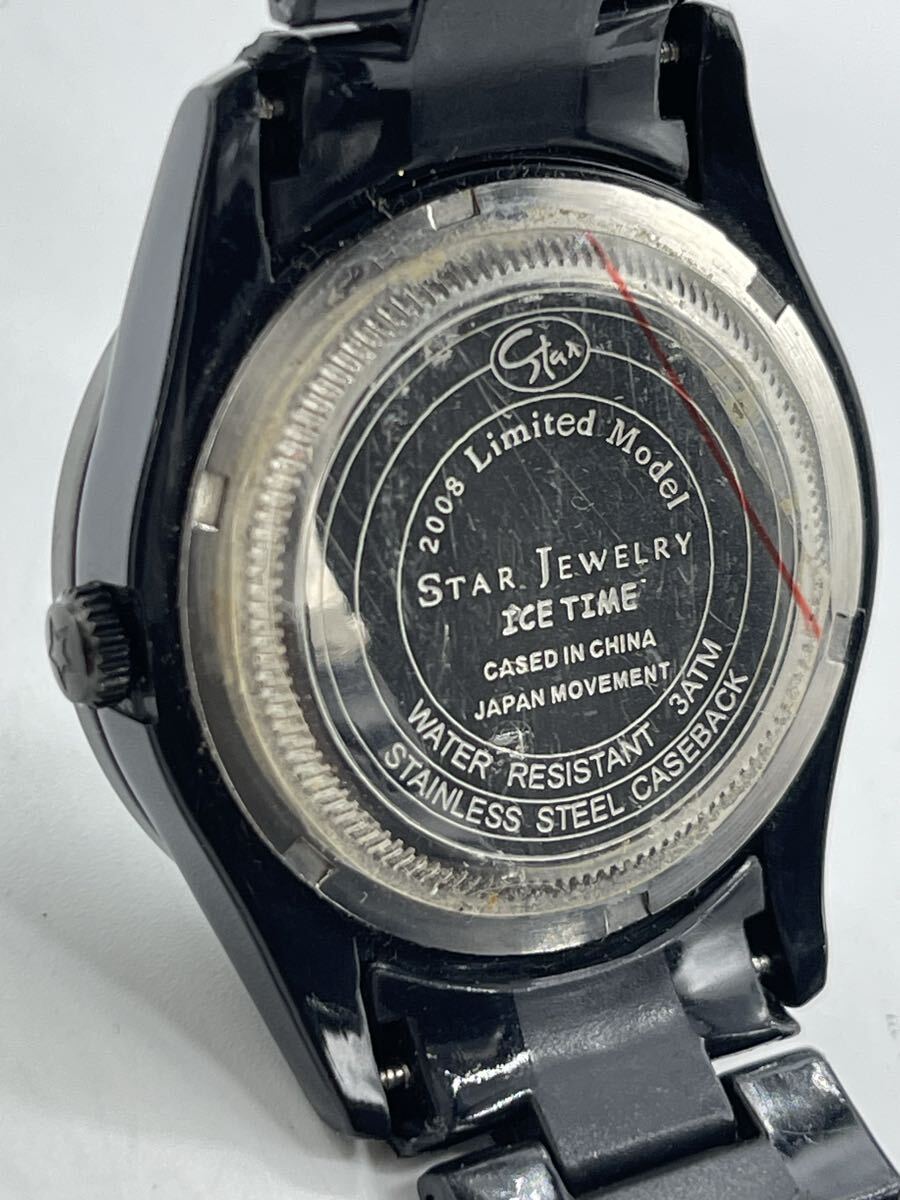 Star
2008 Limited Model
STAR JEWELRY
ICE TIME
CASED IN CHINA
JAPAN MOVEMENT
WATER RESISTANT 3ATM
STAINLESS STEEL CASEBACK